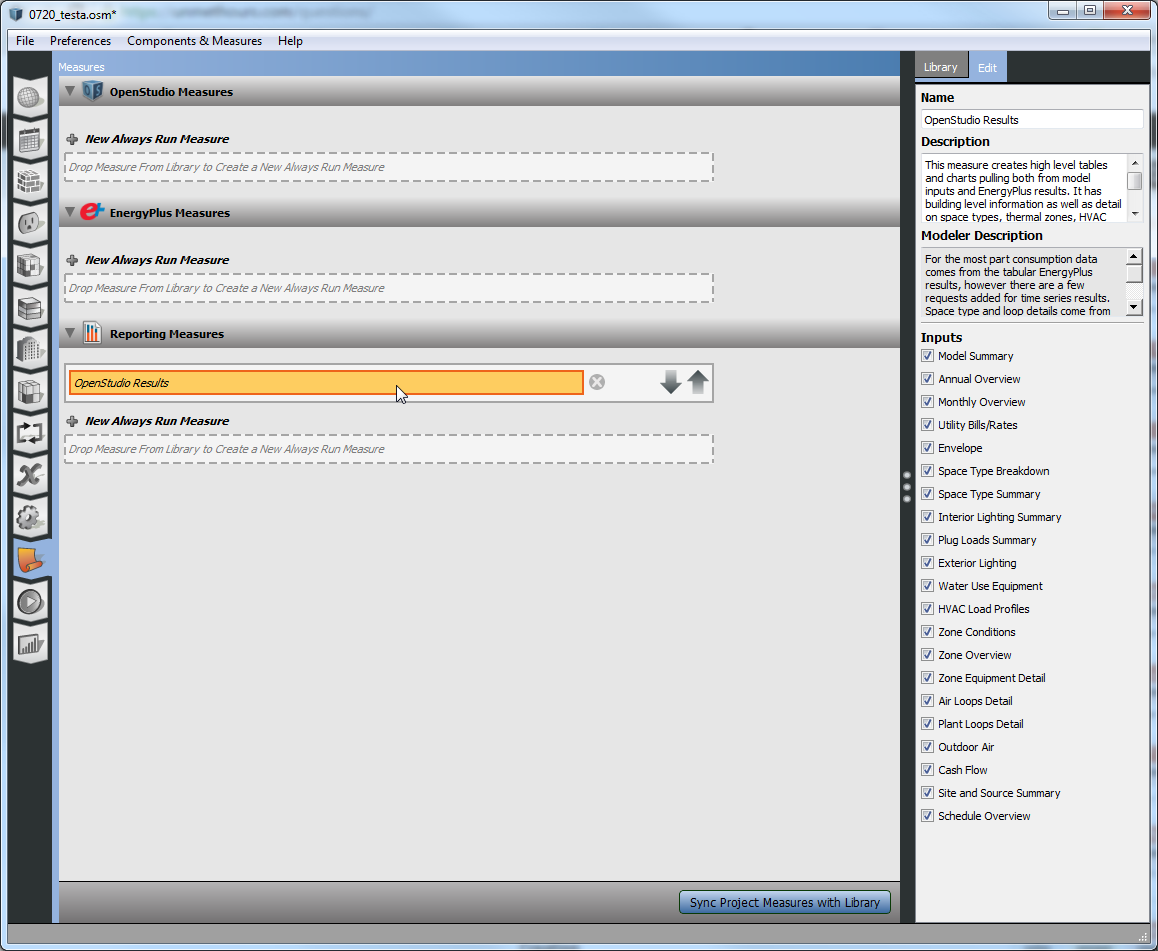 0720_testa.osm*
File Preferences Components & Measures Help
Measures
OpenStudio Measures
New Always Run Measure
Drop Measure From Library to Create a New Always Run Measure
EnergyPlus Measures
New Always Run Measure
Drop Measure From Library to Create a New Always Run Measure
Reporting Measures
OpenStudio Results
New Always Run Measure
Drop Measure From Library to Create a New Always Run Measure
Sync Project Measures with Library
Library Edit
Name
OpenStudio Results
Description
This measure creates high level tables
and charts pulling both from model
inputs and EnergyPlus results. It has
building level information as well as detail
on space types, thermal zones, HVAC
Modeler Description
For the most part consumption data
comes from the tabular EnergyPlus
results, however there are a few
requests added for time series results.
Space type and loop details come from
Inputs
Model Summary
Annual Overview
Monthly Overview
Utility Bills/Rates
Envelope
Space Type Breakdown
Space Type Summary
Interior Lighting Summary
Plug Loads Summary
Exterior Lighting
Water Use Equipment
HVAC Load Profiles
Zone Conditions
Zone Overview
Zone Equipment Detail
Air Loops Detail
Plant Loops Detail
Outdoor Air
Cash Flow
Site and Source Summary
Schedule Overview